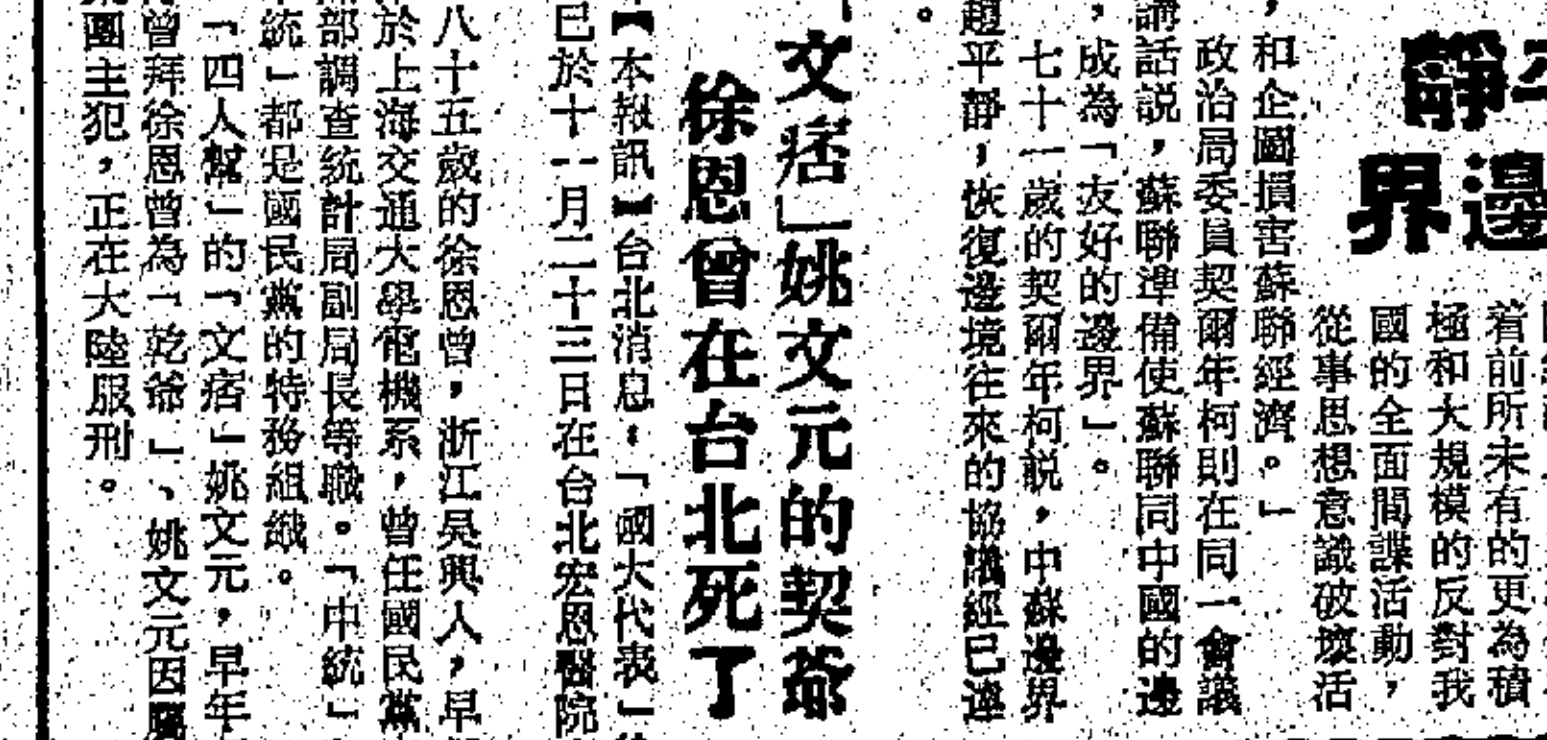 靜
邊界
着前所未有的更為積
極和大規模的反對我
國的全面間諜活動，
從事思想意識破壞活
，和企圖損害蘇聯經濟。」
政治局委員契爾年柯則在同一會議
講話說，蘇聯準備使蘇聯同中國的邊
，成為「友好的邊界」。
七十一歲的契爾年柯說，中蘇邊界
趨平靜，恢復邊境往來的協議經已達
。
「文痞」姚文元的契爺
徐恩曾在台北死了
【本報訊】台北消息：「國大代表」徐
已於十一月二十三日在台北宏恩醫院
八十五歲的徐恩曾，浙江吳興人，早
於上海交通大學電機系，曾任國民黨
部調查統計局副局長等職。「中統」
統」都是國民黨的特務組織。
「四人幫」的「文痞」姚文元，早年
曾拜徐恩曾為「乾爺」、姚文元因屬
團主犯，正在大陸服刑。